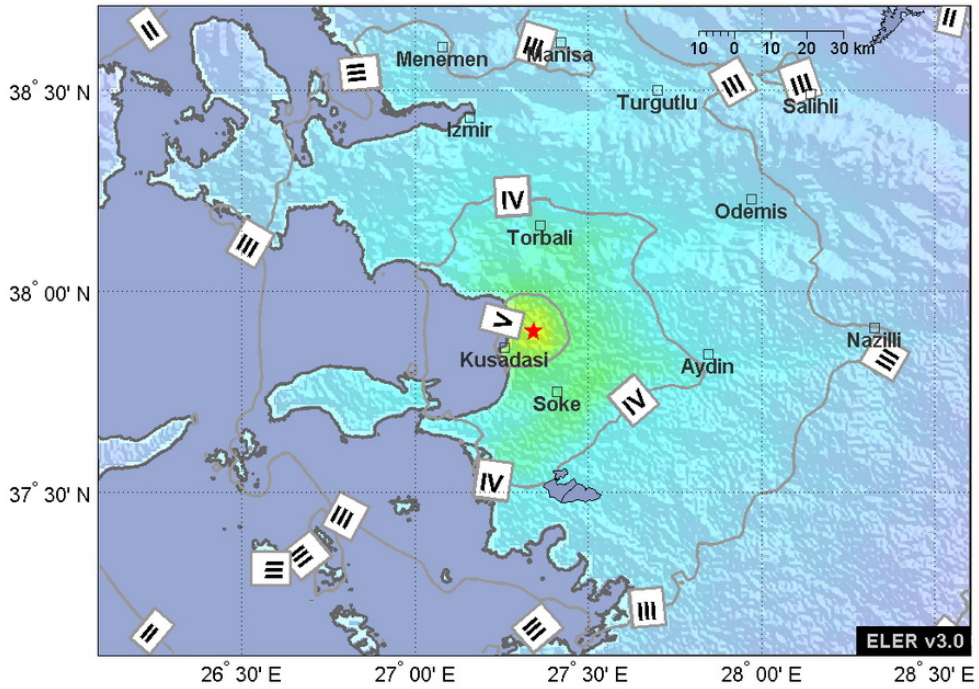 II
III
II
10 0 10 20 30 km
Menemen
Manisa
III
III
III
38° 30' N
Turgutlu
Salihli
Izmir
IV
Odemis
Torbali
III
38° 00' N
V
Kusadasi
Nazilli
III
Aydin
Soke
IV
IV
37° 30' N
III
III
III
III
II
III
ELER v3.0
26° 30' E
27° 00' E
27° 30' E
28° 00' E
28° 30' E